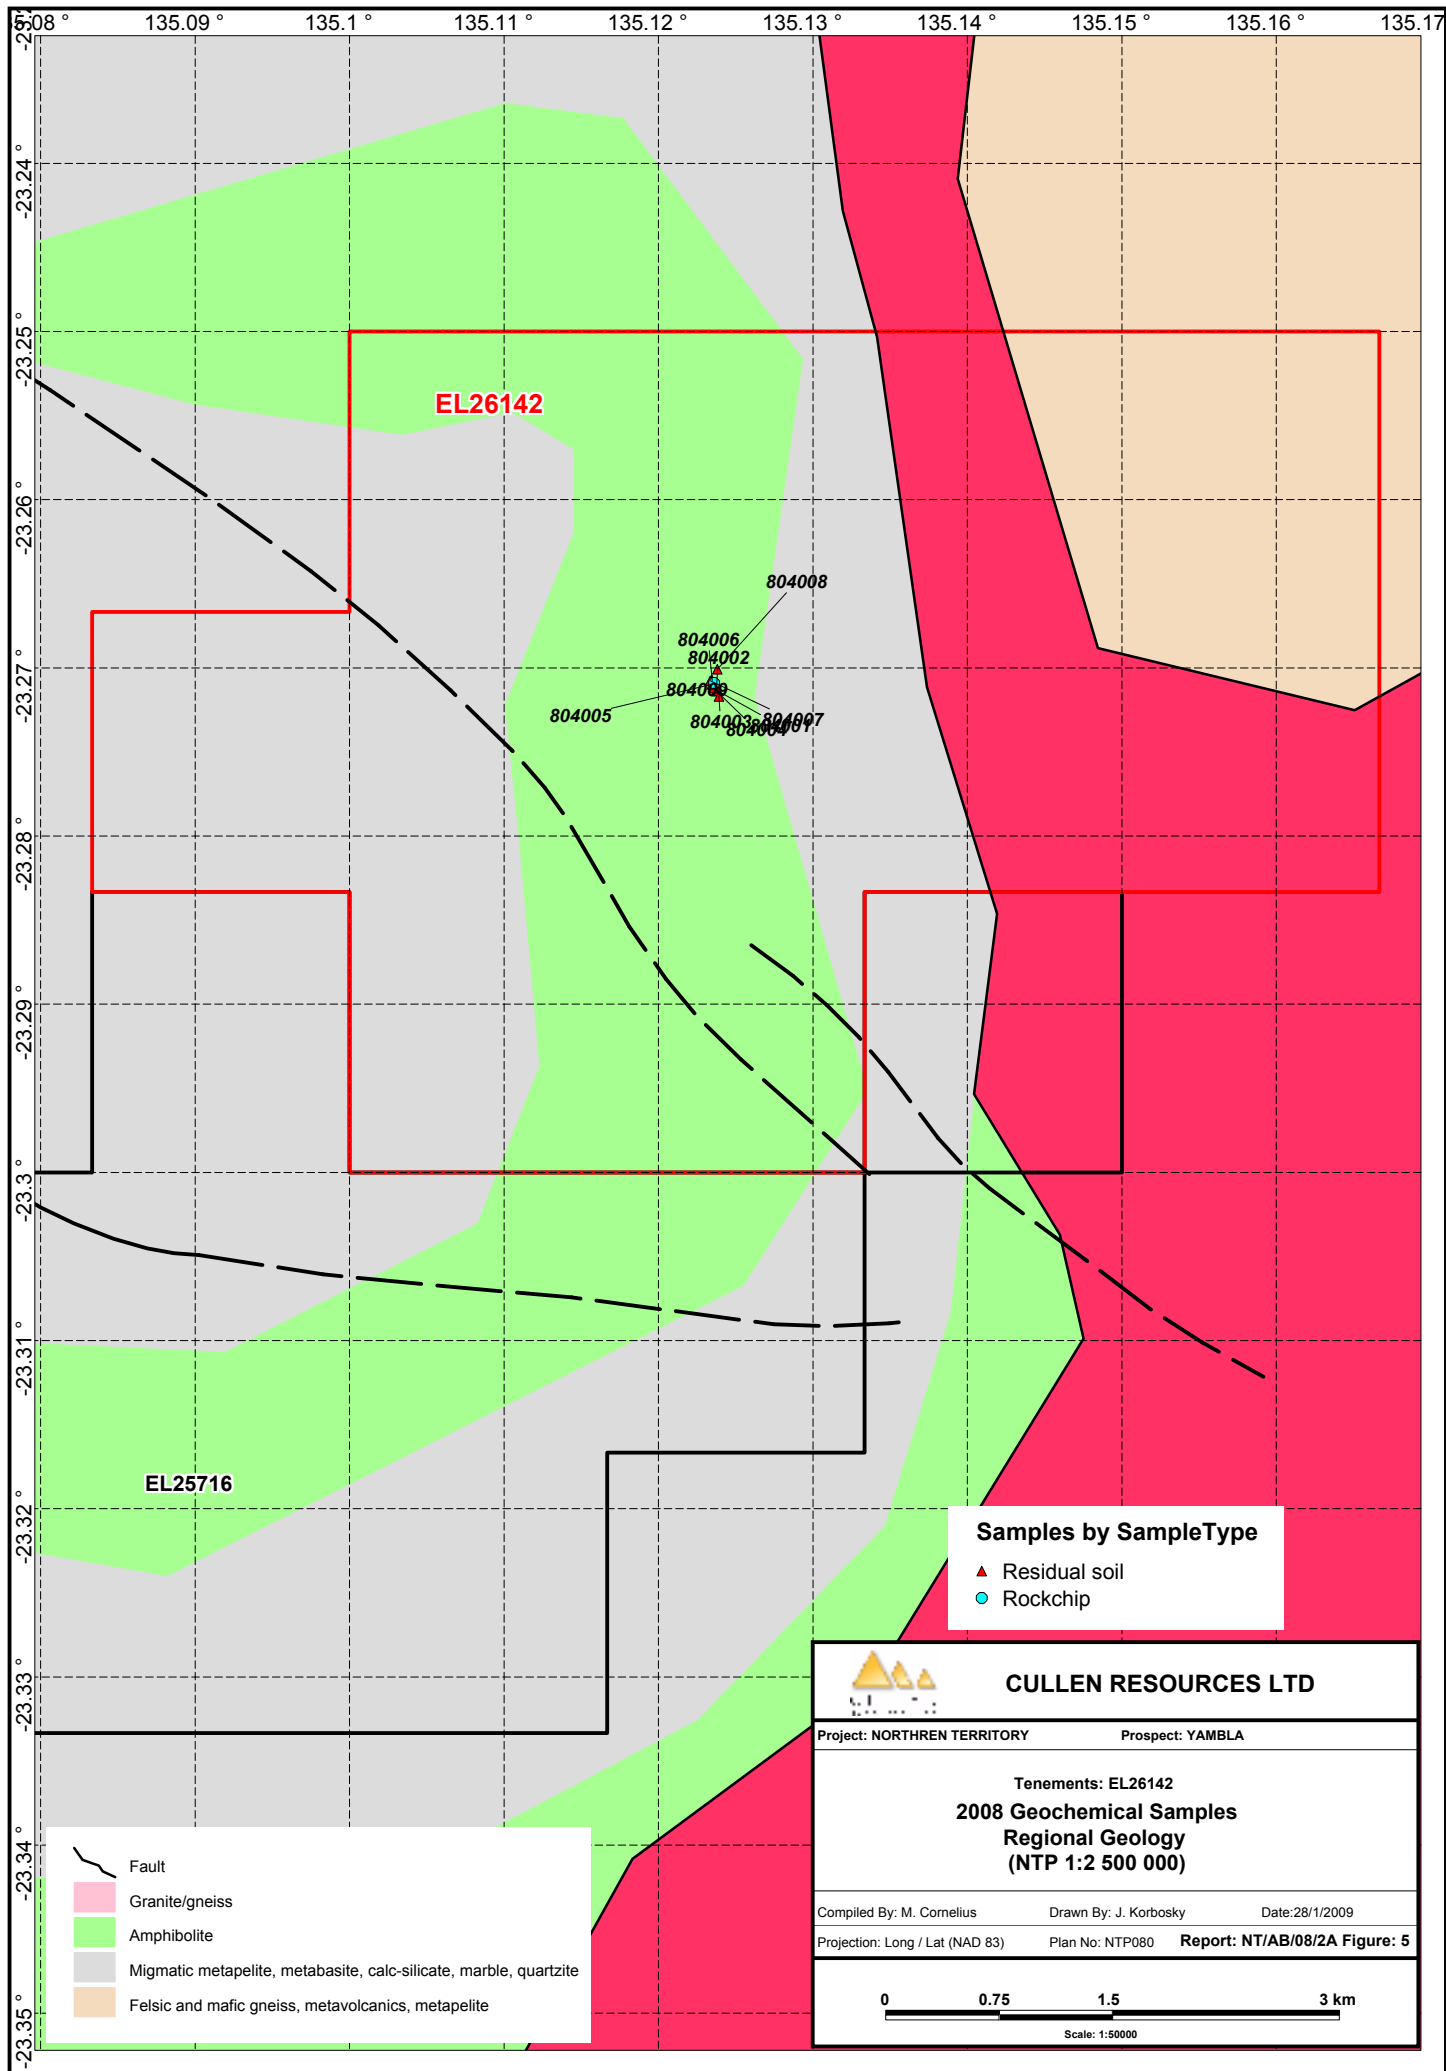 135.08 °
135.09 °
135.1 °
135.11 °
135.12 °
135.13 °
135.14 °
135.15 °
135.16 °
135.17
-23.24 °
-23.25 °
-23.26 °
-23.27 °
-23.28 °
-23.29 °
-23.3 °
-23.31 °
-23.32 °
-23.33 °
-23.34 °
-23.35 °
EL26142
804008
804006
804002
804009
804005
804003
804007
804001
804004
EL25716
Samples by SampleType
Residual soil
Rockchip
CULLEN RESOURCES LTD
Project: NORTHREN TERRITORY Prospect: YAMBLA
Tenements: EL26142
2008 Geochemical Samples
Regional Geology
(NTP 1:2 500 000)
Compiled By: M. Cornelius Drawn By: J. Korbosky Date:28/1/2009
Projection: Long / Lat (NAD 83) Plan No: NTP080 Report: NT/AB/08/2A Figure: 5
0 0.75 1.5 3 km
Scale: 1:50000
Fault
Granite/gneiss
Amphibolite
Migmatic metapelite, metabasite, calc-silicate, marble, quartzite
Felsic and mafic gneiss, metavolcanics, metapelite